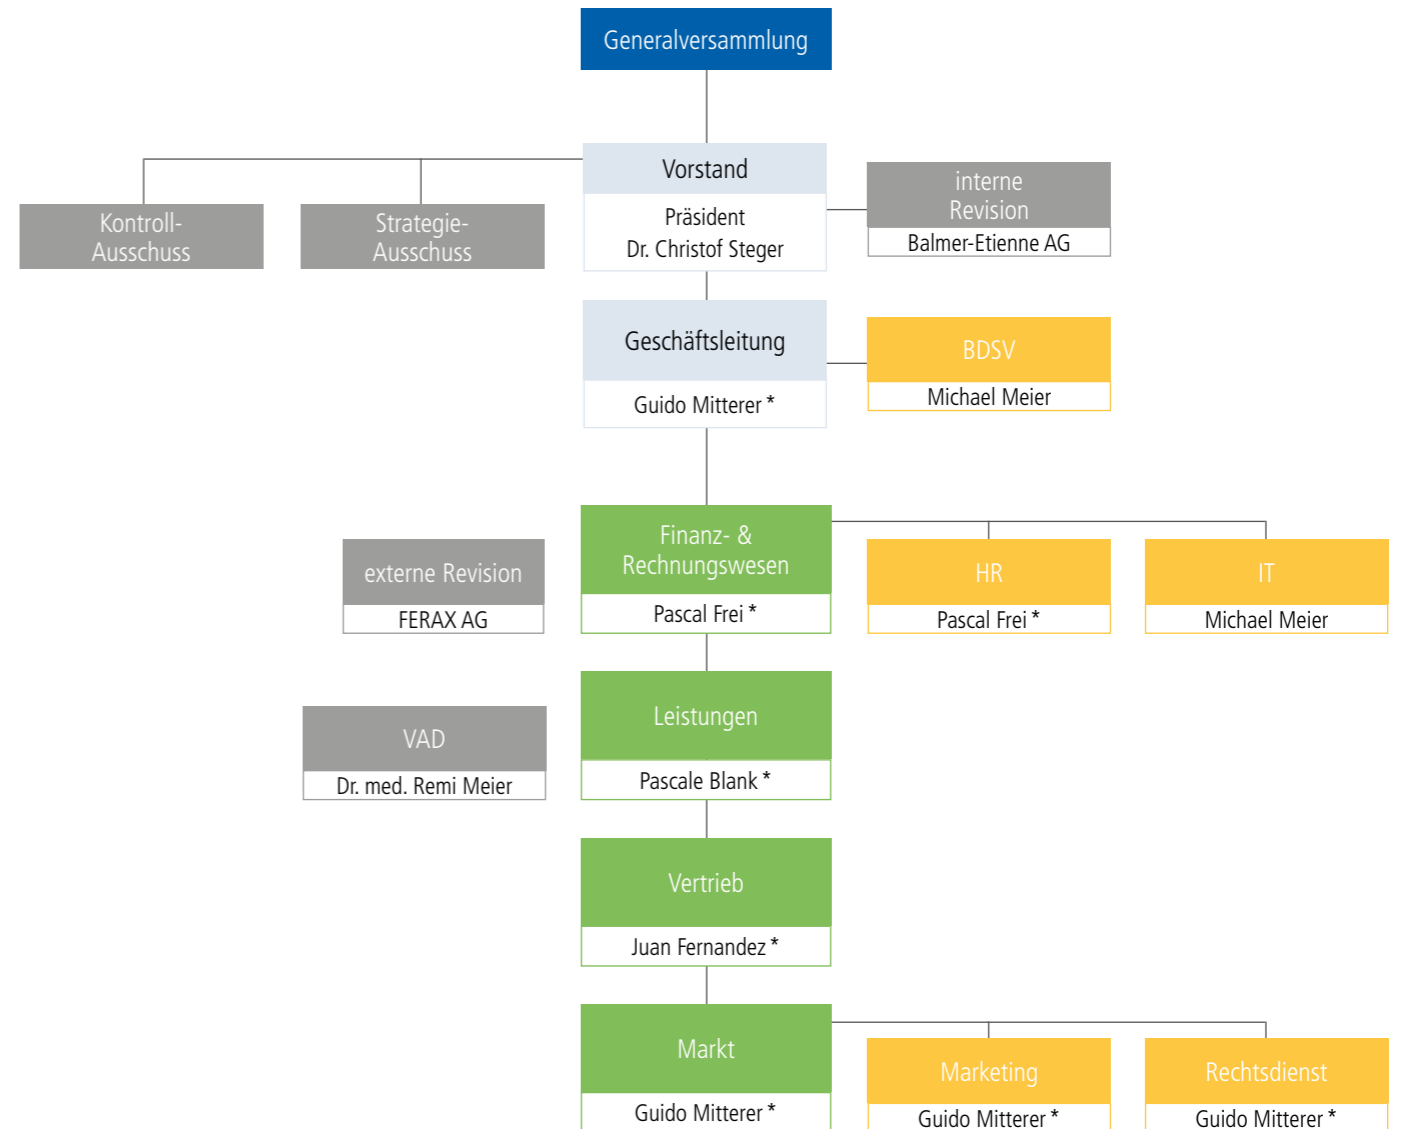 Generalversammlung
Vorstand
Präsident
Dr. Christof Steger
interne
Revision
Balmer-Etienne AG
Kontroll-
Ausschuss
Strategie-
Ausschuss
Geschäftsleitung
Guido Mitterer *
BDSV
Michael Meier
externe Revision
FERAX AG
Finanz- &
Rechnungswesen
Pascal Frei *
HR
Pascal Frei *
IT
Michael Meier
VAD
Dr. med. Remi Meier
Leistungen
Pascale Blank *
Vertrieb
Juan Fernandez *
Markt
Guido Mitterer *
Marketing
Guido Mitterer *
Rechtsdienst
Guido Mitterer *